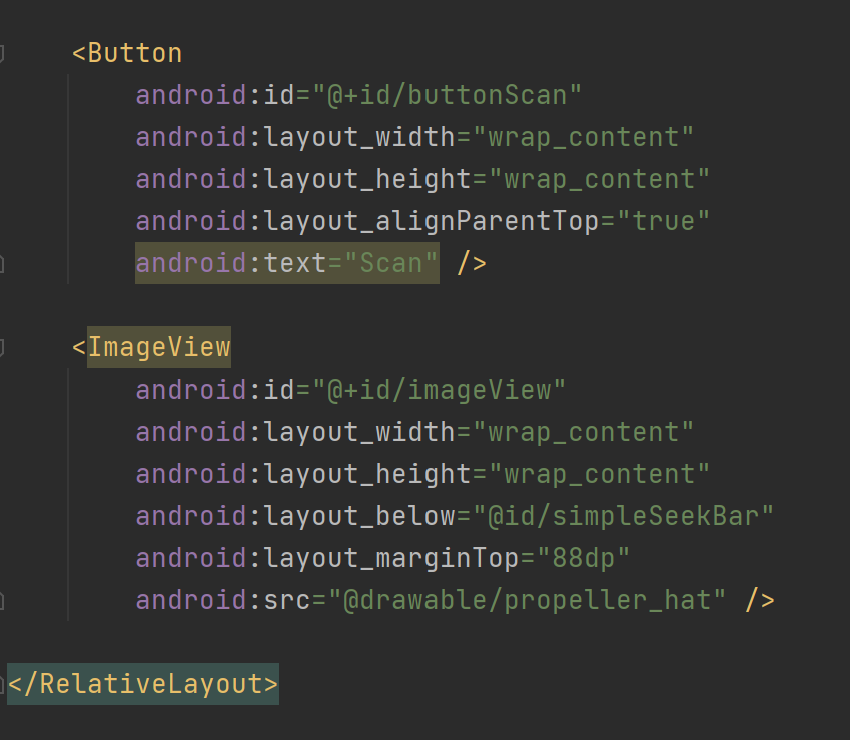 <Button
android:id="@+id/buttonScan"
android:layout_width="wrap_content"
android:layout_height="wrap_content"
android:layout_alignParentTop="true"
android:text="Scan" />
<ImageView
android:id="@+id/imageView"
android:layout_width="wrap_content"
android:layout_height="wrap_content"
android:layout_below="@id/simpleSeekBar"
android:layout_marginTop="88dp"
android:src="@drawable/propeller_hat" />
</RelativeLayout>